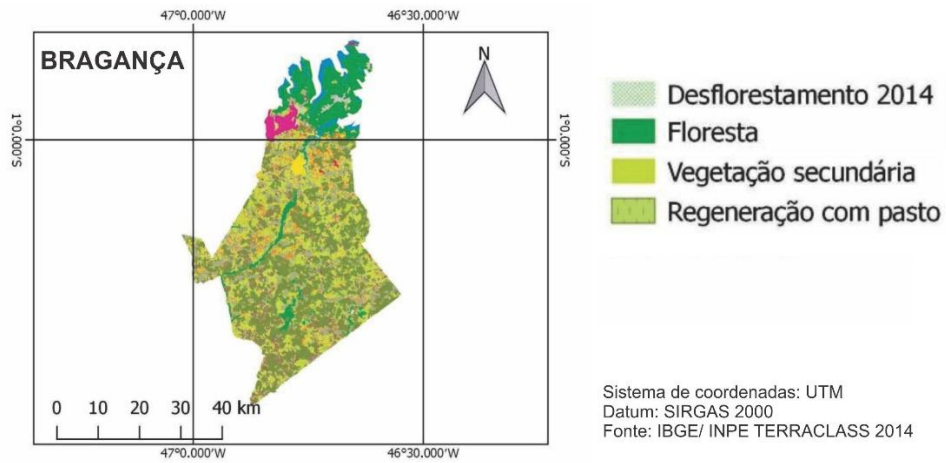 47°0.000'W 46°30.000'W
BRAGANÇA
N
1°0.000'S 1°0.000'S
0 10 20 30 40 km
47°0.000'W 46°30.000'W
Desflorestamento 2014
Floresta
Vegetação secundária
Regeneração com pasto
Sistema de coordenadas: UTM
Datum: SIRGAS 2000
Fonte: IBGE/ INPE TERRACLASS 2014